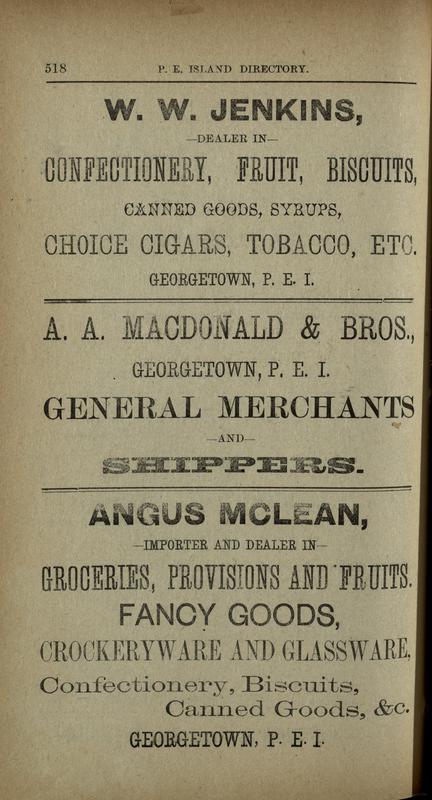 518 P. E. ISLAND DIRECTORY.
W. W. JENKINS,
—DEALER IN—
CONFECTIONERY, FRUIT, BISCUITS,
CANNED GOODS, SYRUPS,
CHOICE CIGARS, TOBACCO, ETC.
GEORGETOWN, P. E. I.
A. A. MACDONALD & BROS.,
GEORGETOWN, P. E. I.
GENERAL MERCHANTS
—AND—
SHIPPERS.
ANGUS MCLEAN,
—IMPORTER AND DEALER IN—
GROCERIES, PROVISIONS AND FRUITS.
FANCY GOODS,
CROCKERYWARE AND GLASSWARE,
Confectionery, Biscuits,
Canned Goods, &c.
GEORGETOWN, P. E. I.